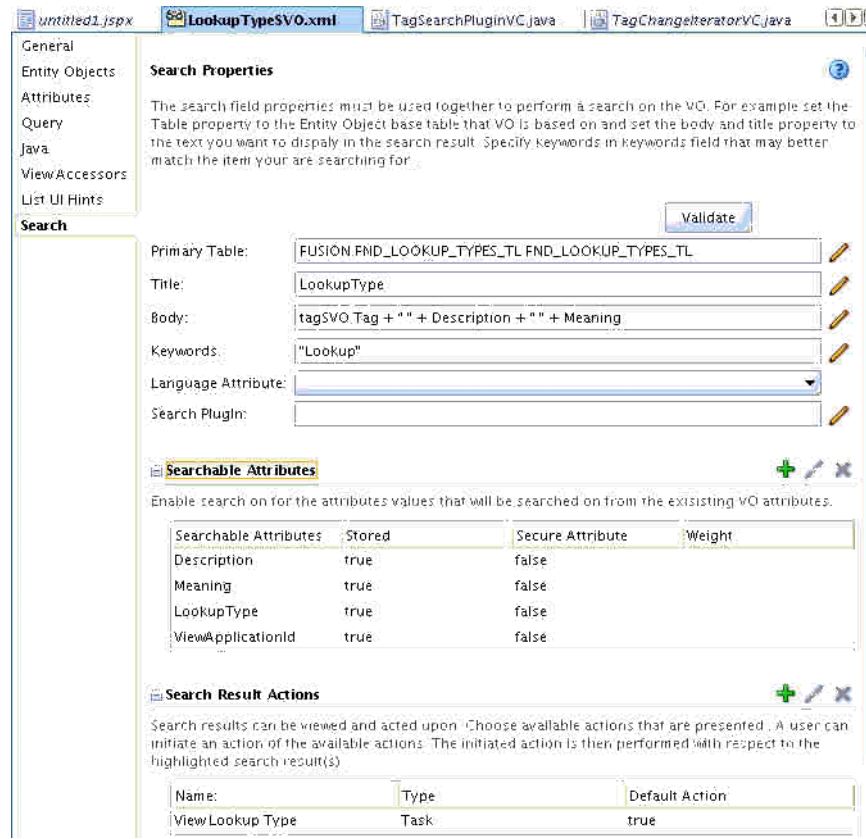 untitled1.jspx
LookupTypeSVO.xml
TagSearchPluginVC.java
TagChangeIteratorVC.java
General
Entity Objects
Attributes
Query
Java
View Accessors
List UI Hints
Search
Search Properties
The search field properties must be used together to perform a search on the VO. For example set the
Table property to the Entity Object base table that VO is based on and set the body and title property to
the text you want to dispaly in the search result. Specify keywords in keywords field that may better
match the item your are searching for.
Validate
Primary Table: FUSION.FND_LOOKUP_TYPES_TL FND_LOOKUP_TYPES_TL
Title: LookupType
Body: tagSVO.Tag + " " + Description + " " + Meaning
Keywords: "Lookup"
Language Attribute:
Search PlugIn:
Searchable Attributes
Enable search on for the attributes values that will be searched on from the exisisting VO attributes.
Searchable Attributes Stored Secure Attribute Weight
Description true false
Meaning true false
LookupType true false
ViewApplicationId true false
Search Result Actions
Search results can be viewed and acted upon. Choose available actions that are presented . A user can
initiate an action of the available actions. The initiated action is then performed with respect to the
highlighted search result(s)
Name: Type Default Action
View Lookup Type Task true